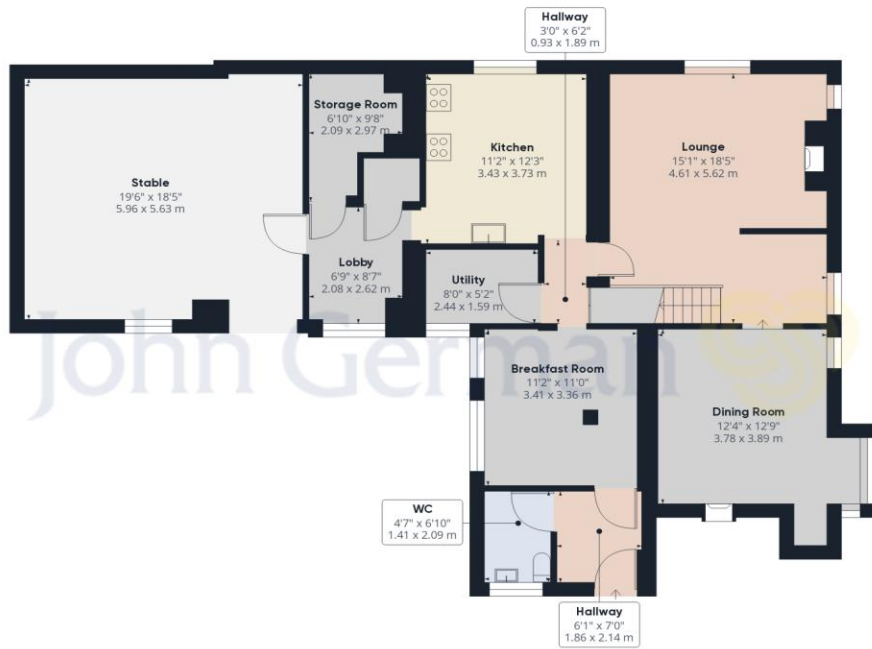 Hallway
3'0" x 6'2"
0.93 x 1.89 m
Storage Room
6'10" x 9'8"
2.09 x 2.97 m
Kitchen
11'2" x 12'3"
3.43 x 3.73 m
Lounge
15'1" x 18'5"
4.61 x 5.62 m
Stable
19'6" x 18'5"
5.96 x 5.63 m
Lobby
6'9" x 8'7"
2.08 x 2.62 m
Utility
8'0" x 5'2"
2.44 x 1.59 m
John German
Breakfast Room
11'2" x 11'0"
3.41 x 3.36 m
Dining Room
12'4" x 12'9"
3.78 x 3.89 m
WC
4'7" x 6'10"
1.41 x 2.09 m
Hallway
6'1" x 7'0"
1.86 x 2.14 m